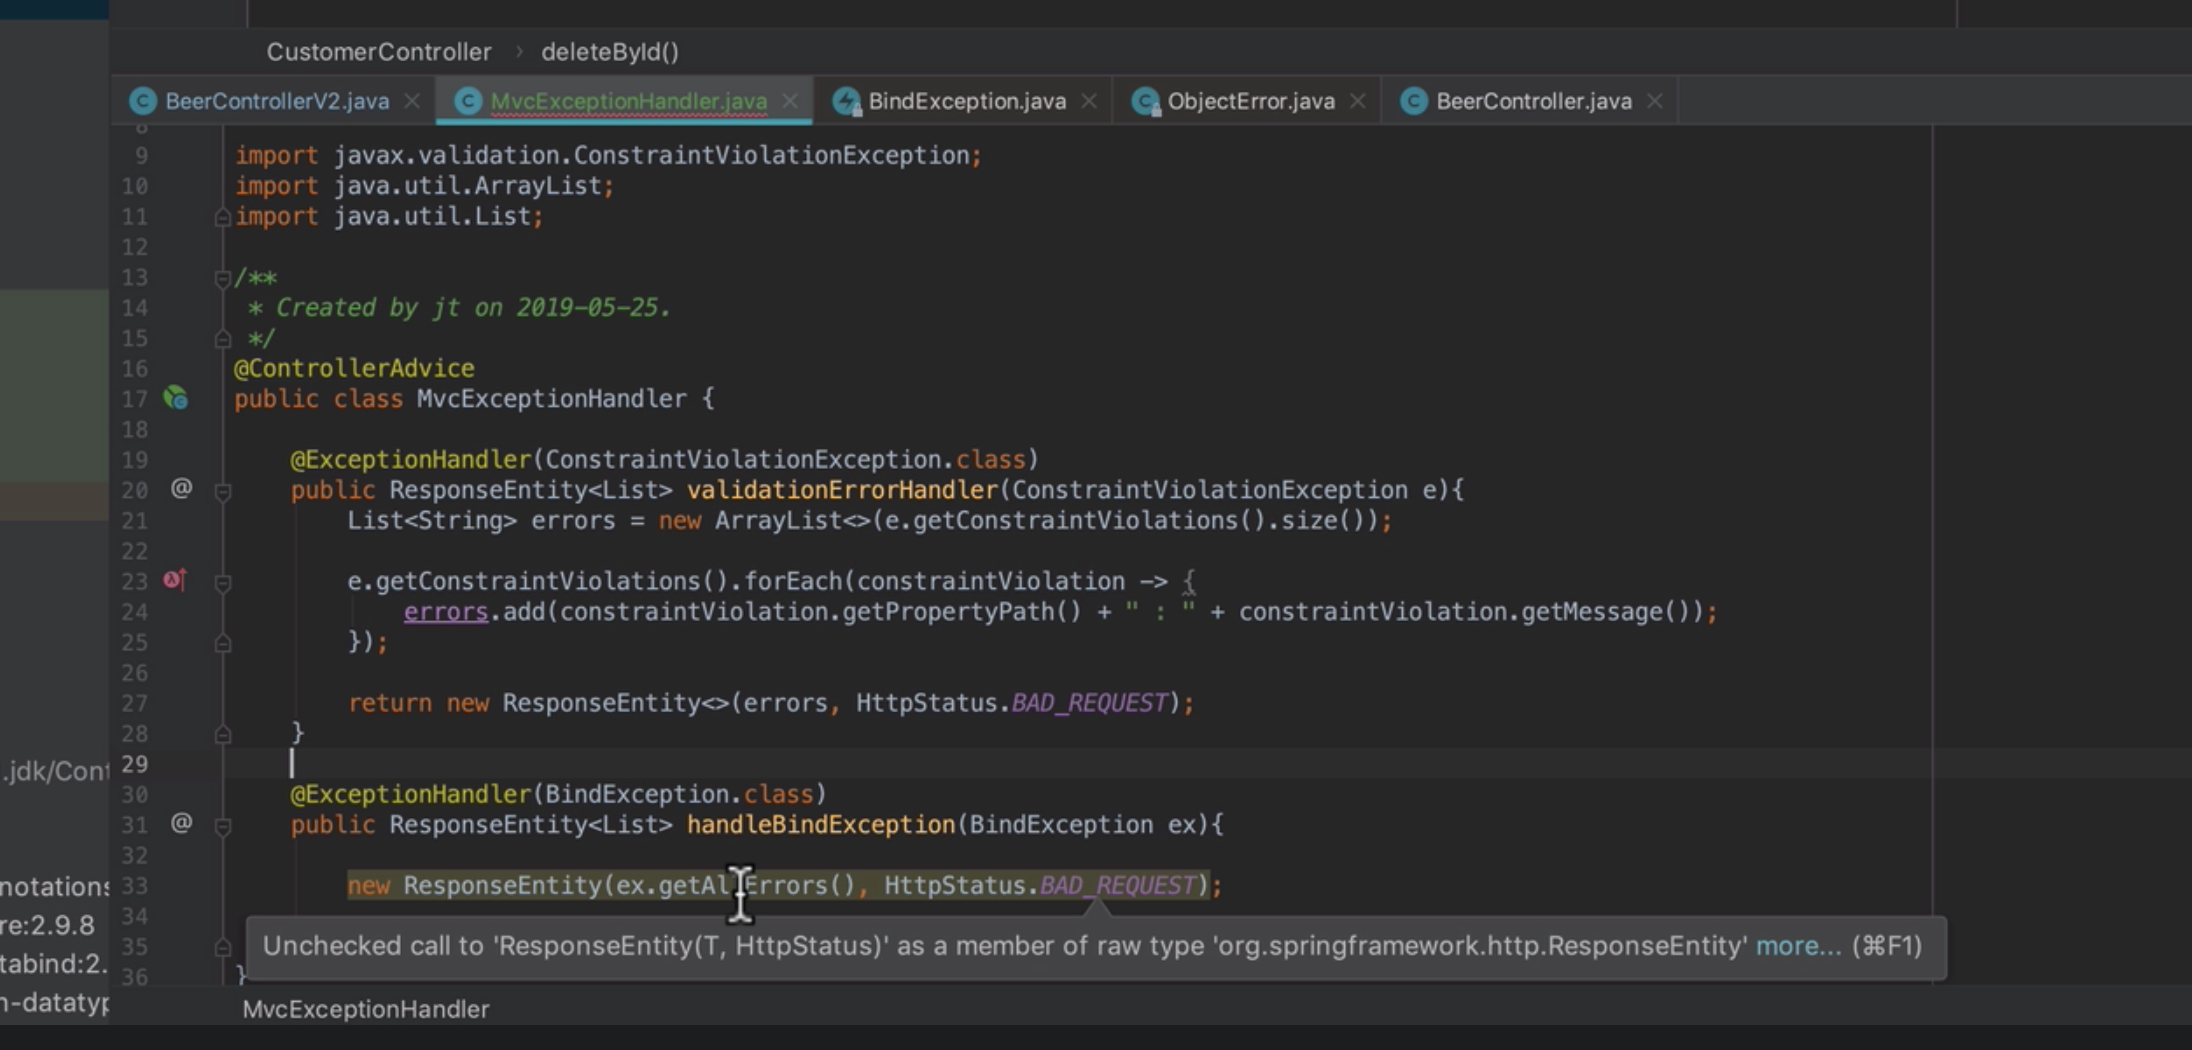 CustomerController › deleteById()
BeerControllerV2.java MvcExceptionHandler.java BindException.java ObjectError.java BeerController.java
9 import javax.validation.ConstraintViolationException;
10 import java.util.ArrayList;
11 import java.util.List;
12
13 /**
14 * Created by jt on 2019-05-25.
15 */
16 @ControllerAdvice
17 public class MvcExceptionHandler {
18
19 @ExceptionHandler(ConstraintViolationException.class)
20 public ResponseEntity<List> validationErrorHandler(ConstraintViolationException e){
21 List<String> errors = new ArrayList<>(e.getConstraintViolations().size());
22
23 e.getConstraintViolations().forEach(constraintViolation -> {
24 errors.add(constraintViolation.getPropertyPath() + " : " + constraintViolation.getMessage());
25 });
26
27 return new ResponseEntity<>(errors, HttpStatus.BAD_REQUEST);
28 }
.jdk/Cont 29
30 @ExceptionHandler(BindException.class)
31 public ResponseEntity<List> handleBindException(BindException ex){
32
notations 33 new ResponseEntity(ex.getAllErrors(), HttpStatus.BAD_REQUEST);
re:2.9.8 34
35 Unchecked call to 'ResponseEntity(T, HttpStatus)' as a member of raw type 'org.springframework.http.ResponseEntity' more... (⌘F1)
tabind:2. 36 }
n-datatyp MvcExceptionHandler